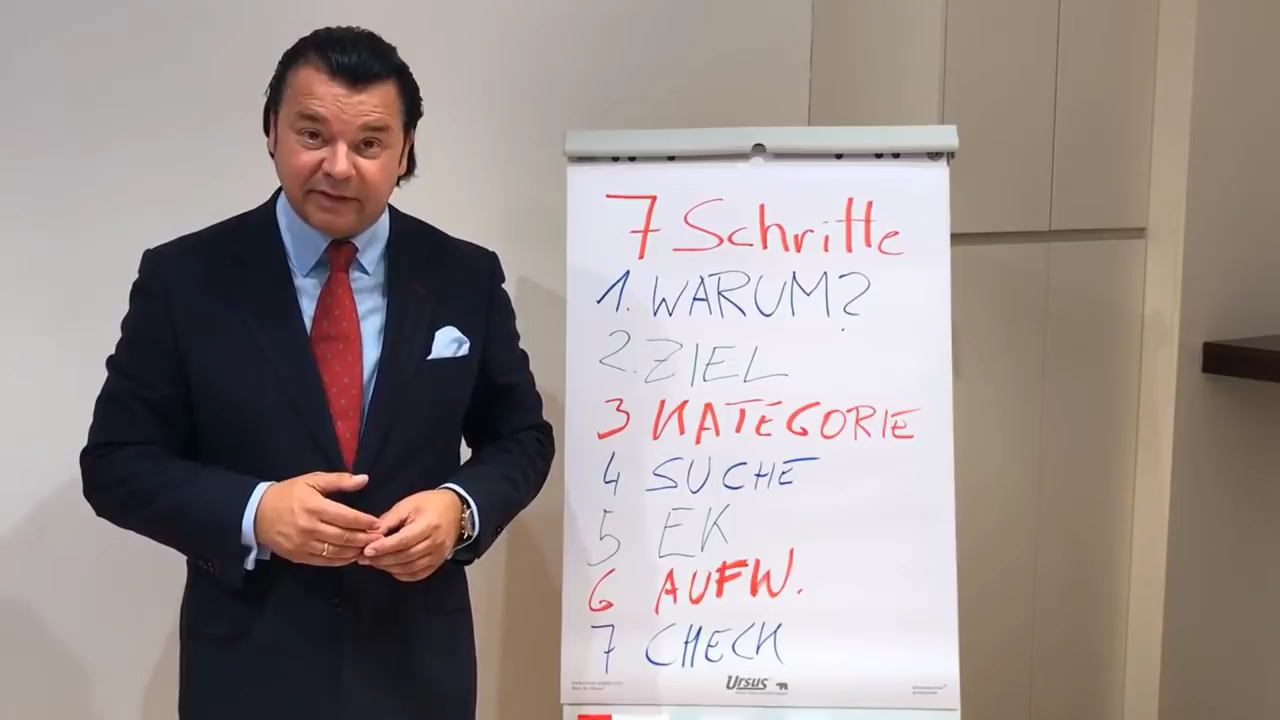 7 Schritte
1. WARUM?
2. ZIEL
3 KATEGORIE
4 SUCHE
5 EK
6 AUFW.
7 CHECK
Ursus